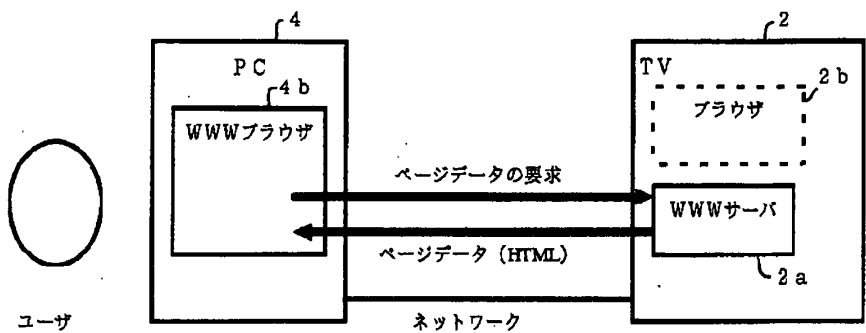 4
2
PC
TV
4b
2b
WWWブラウザ
ブラウザ
ページデータの要求
WWWサーバ
ページデータ (HTML)
2a
ユーザ
ネットワーク